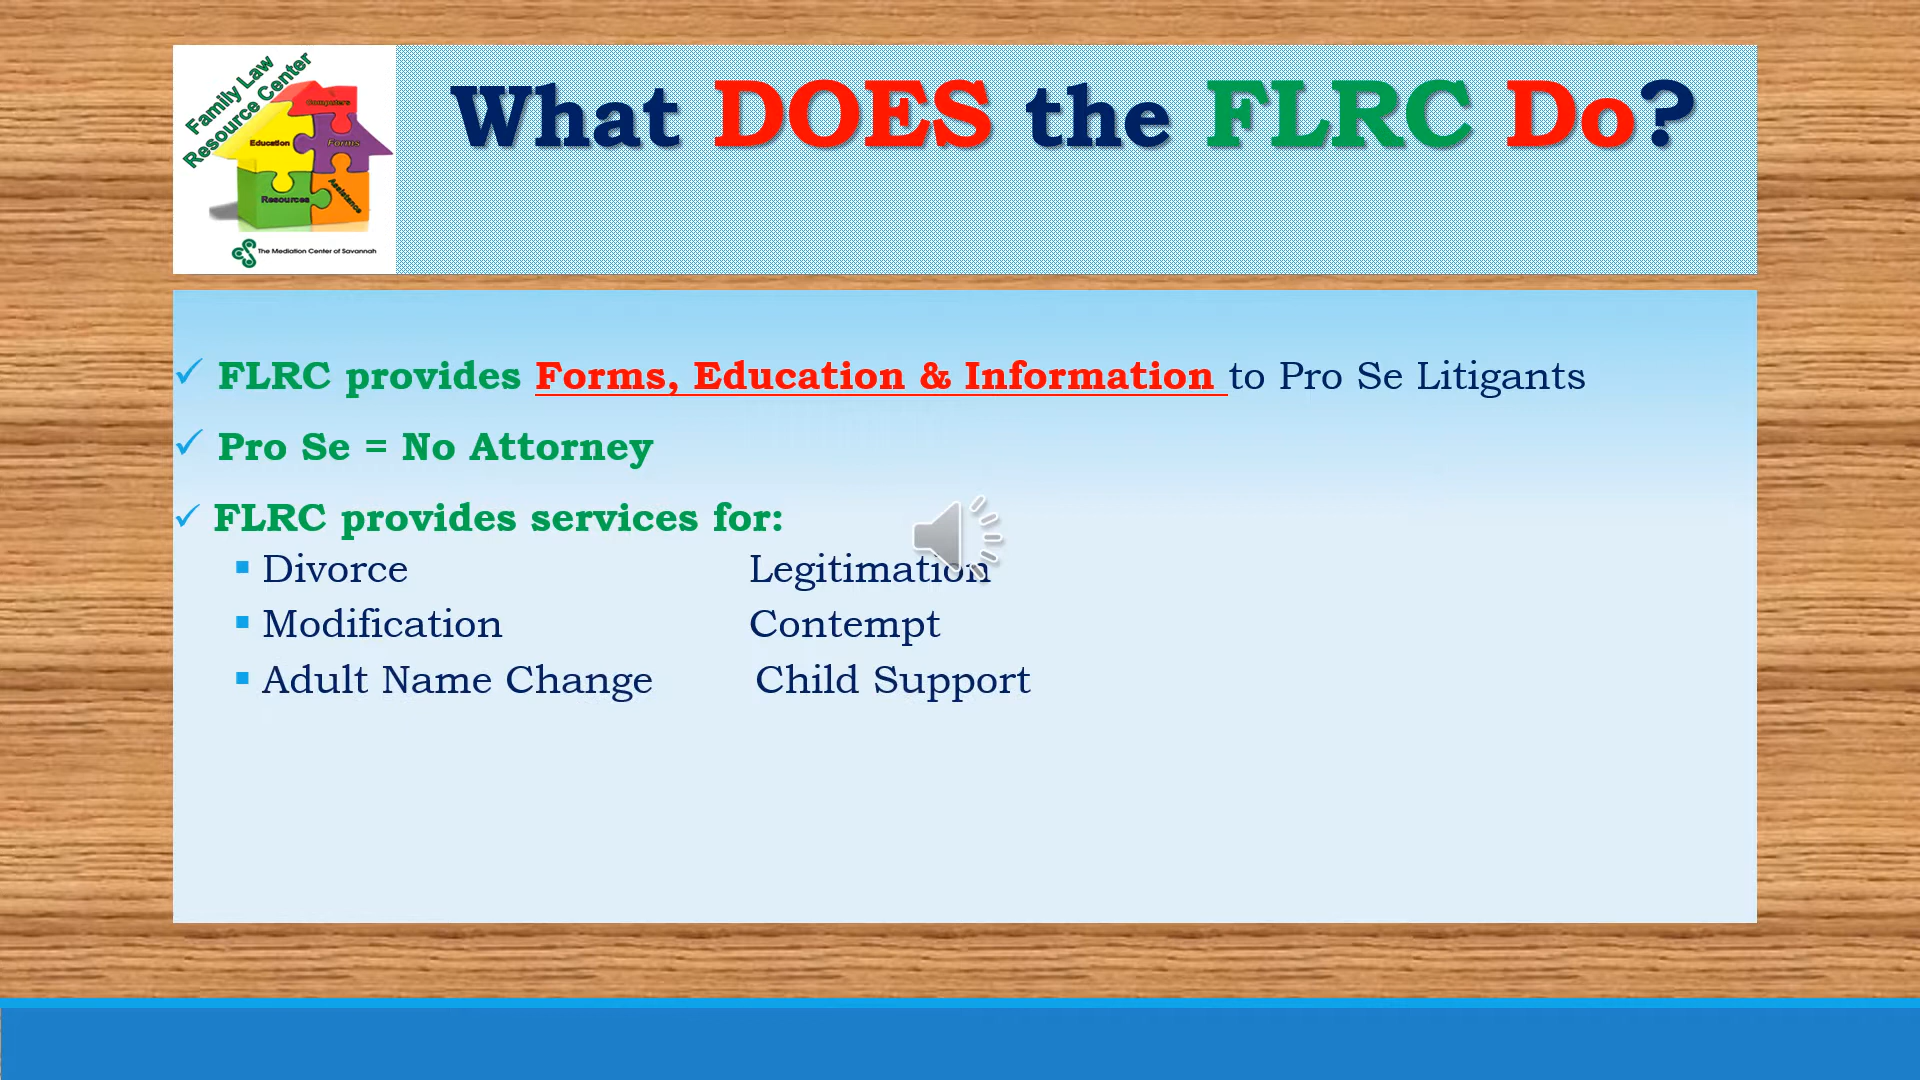 Family Law
Resource Center
Computers
Education
Forms
Resources
Assistance
The Mediation Center of Savannah
What DOES the FLRC Do?
✓ FLRC provides Forms, Education & Information to Pro Se Litigants
✓ Pro Se = No Attorney
✓ FLRC provides services for:
▪ Divorce Legitimation
▪ Modification Contempt
▪ Adult Name Change Child Support